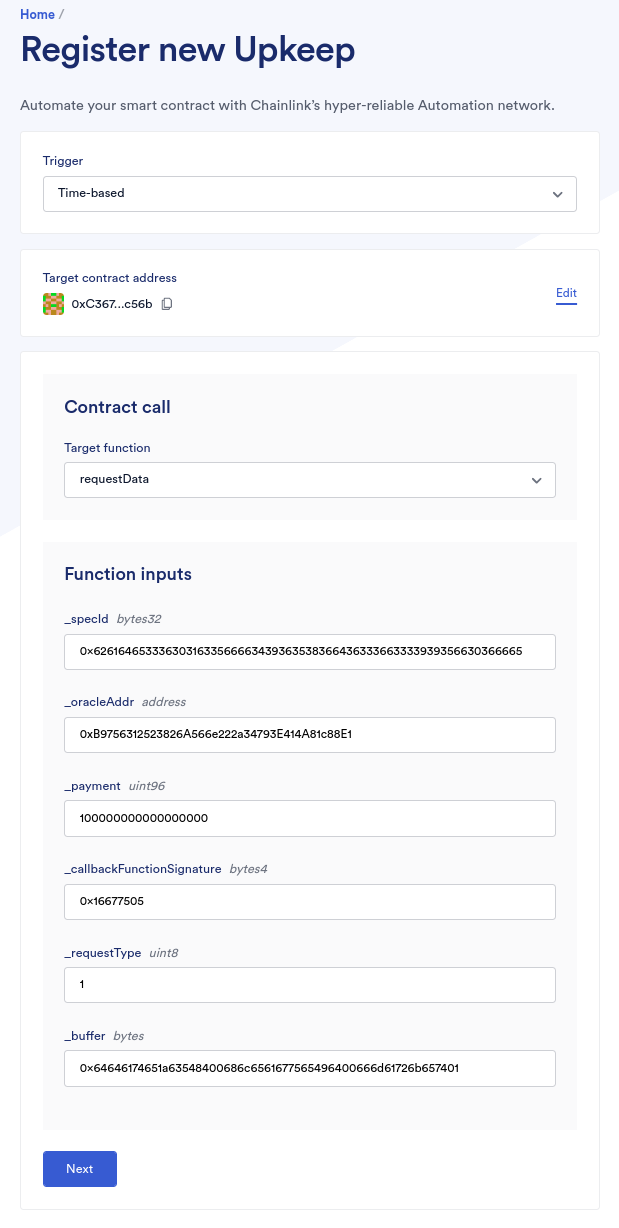 Home /
Register new Upkeep
Automate your smart contract with Chainlink's hyper-reliable Automation network.
Trigger
Time-based
Target contract address
0xC367...c56b
Edit
Contract call
Target function
requestData
Function inputs
_specId bytes32
0x6261646533363031633566663439363538366436333663333939356630366665
_oracleAddr address
0xB9756312523826A566e222a34793E414A81c88E1
_payment uint96
100000000000000000
_callbackFunctionSignature bytes4
0x16677505
_requestType uint8
1
_buffer bytes
0x64646174651a63548400686c6561677565496400666d61726b657401
Next